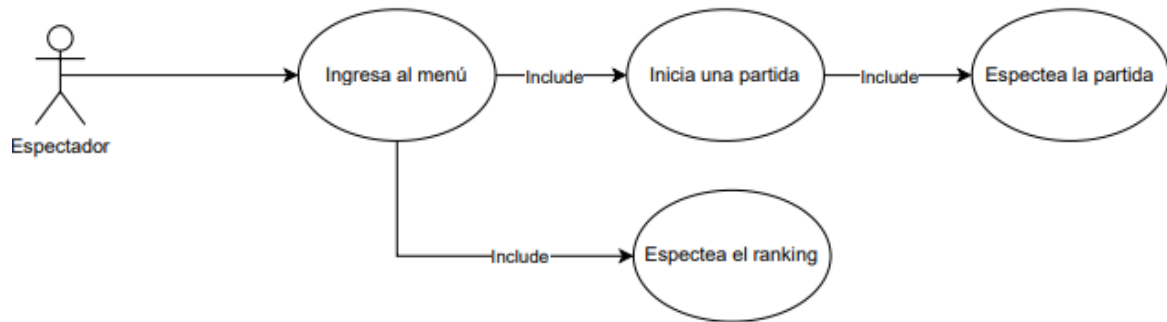 Ingresa al menú
Include
Inicia una partida
Include
Espectea la partida
Espectador
Include
Espectea el ranking